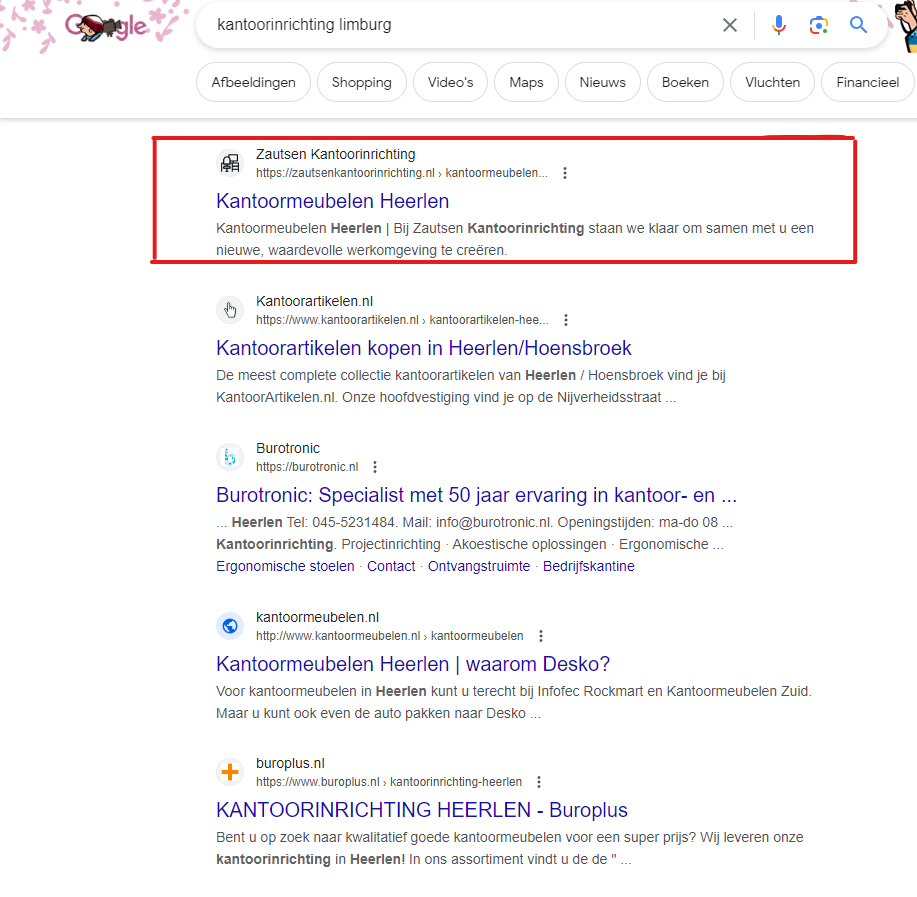 Google
kantoorinrichting limburg
Afbeeldingen
Shopping
Video's
Maps
Nieuws
Boeken
Vluchten
Financieel
Zautsen Kantoorinrichting
https://zautsenkantoorinrichting.nl › kantoormeubelen...
Kantoormeubelen Heerlen
Kantoormeubelen Heerlen | Bij Zautsen Kantoorinrichting staan we klaar om samen met u een
nieuwe, waardevolle werkomgeving te creëren.
Kantoorartikelen.nl
https://www.kantoorartikelen.nl › kantoorartikelen-hee...
Kantoorartikelen kopen in Heerlen/Hoensbroek
De meest complete collectie kantoorartikelen van Heerlen / Hoensbroek vind je bij
KantoorArtikelen.nl. Onze hoofdvestiging vind je op de Nijverheidsstraat ...
Burotronic
https://burotronic.nl
Burotronic: Specialist met 50 jaar ervaring in kantoor- en ...
... Heerlen Tel: 045-5231484. Mail: info@burotronic.nl. Openingstijden: ma-do 08 ...
Kantoorinrichting. Projectinrichting · Akoestische oplossingen · Ergonomische ...
Ergonomische stoelen · Contact · Ontvangstruimte · Bedrijfskantine
kantoormeubelen.nl
http://www.kantoormeubelen.nl › kantoormeubelen
Kantoormeubelen Heerlen | waarom Desko?
Voor kantoormeubelen in Heerlen kunt u terecht bij Infofec Rockmart en Kantoormeubelen Zuid.
Maar u kunt ook even de auto pakken naar Desko ...
buroplus.nl
https://www.buroplus.nl › kantoorinrichting-heerlen
KANTOORINRICHTING HEERLEN - Buroplus
Bent u op zoek naar kwalitatief goede kantoormeubelen voor een super prijs? Wij leveren onze
kantoorinrichting in Heerlen! In ons assortiment vindt u de de " ...